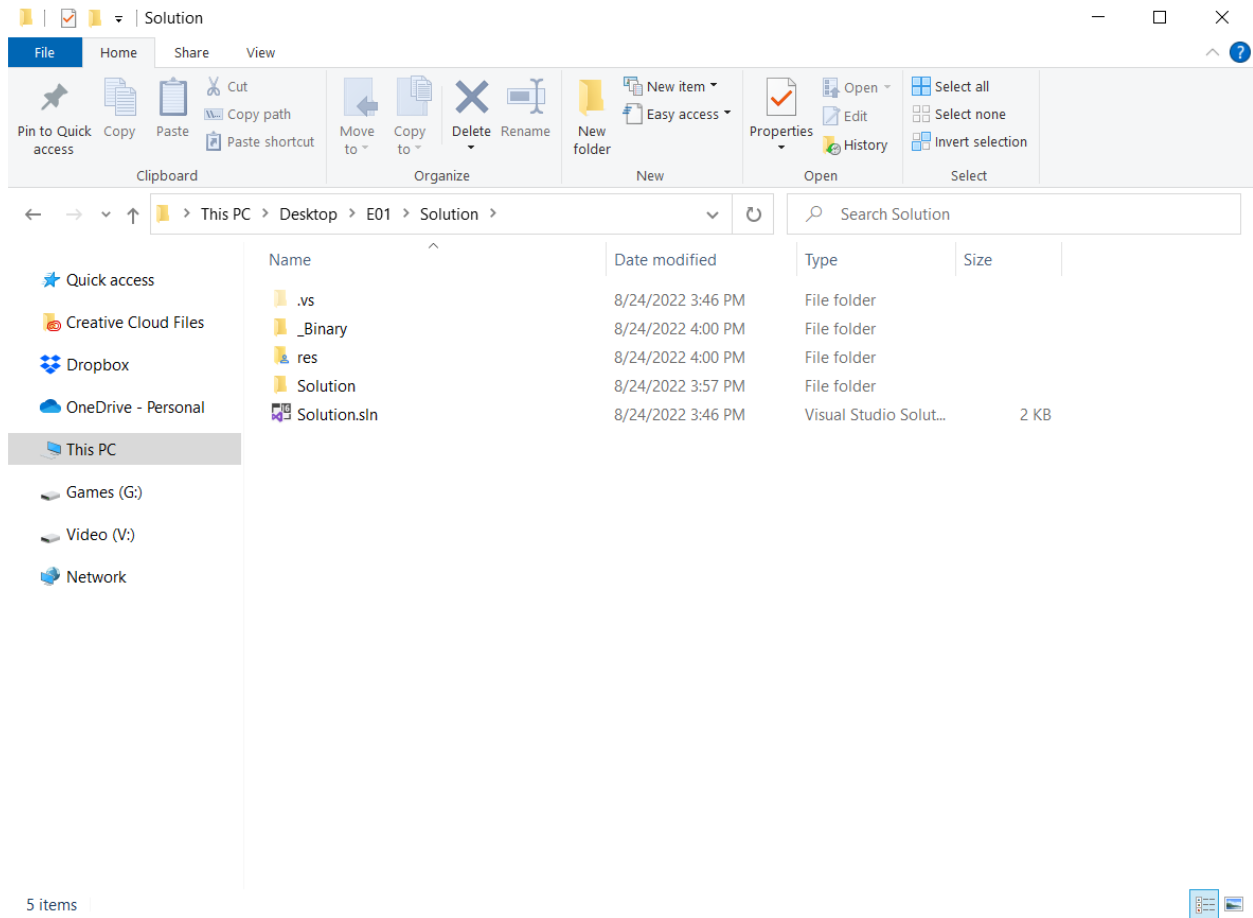 Solution
File Home Share View
Pin to Quick access
Copy
Paste
Cut
Copy path
Paste shortcut
Clipboard
Move to
Copy to
Delete
Rename
Organize
New folder
New item
Easy access
New
Properties
Open
Edit
History
Open
Select all
Select none
Invert selection
Select
This PC > Desktop > E01 > Solution >
Search Solution
Quick access
Creative Cloud Files
Dropbox
OneDrive - Personal
This PC
Games (G:)
Video (V:)
Network
Name Date modified Type Size
.vs 8/24/2022 3:46 PM File folder
_Binary 8/24/2022 4:00 PM File folder
res 8/24/2022 4:00 PM File folder
Solution 8/24/2022 3:57 PM File folder
Solution.sln 8/24/2022 3:46 PM Visual Studio Solut... 2 KB
5 items